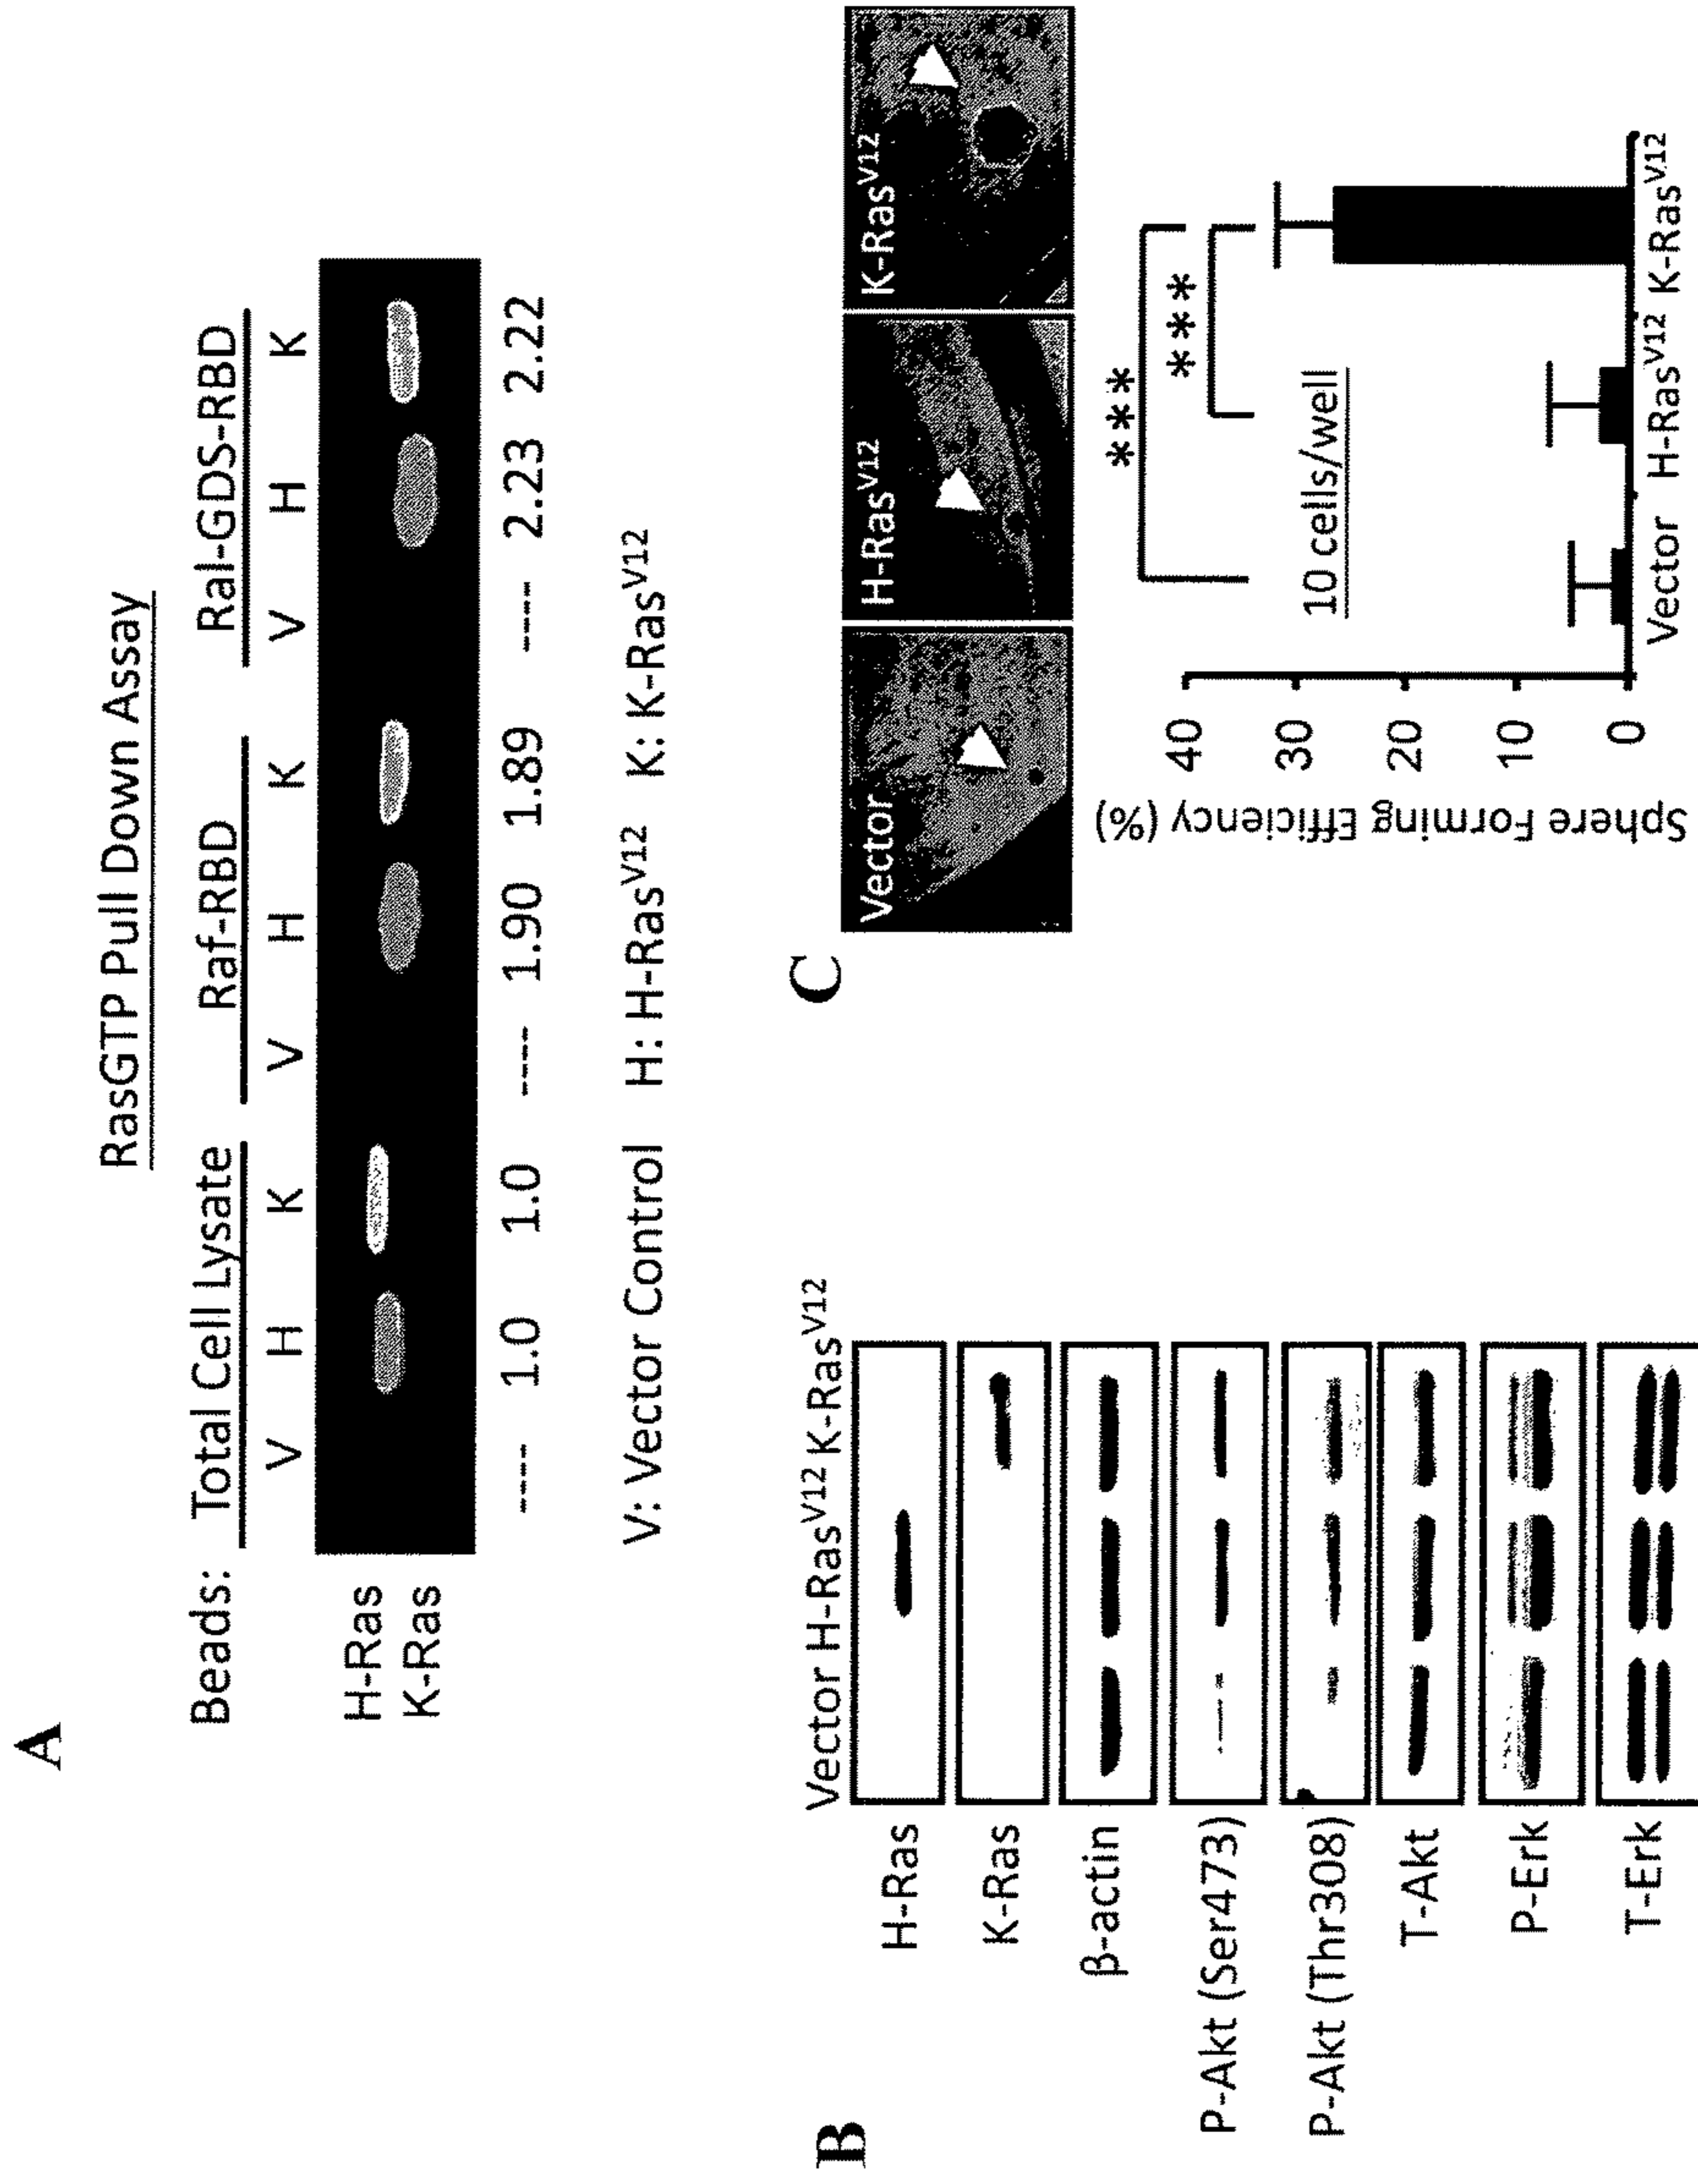 A
RasGTP Pull Down Assay
Beads: Total Cell Lysate Raf-RBD Ral-GDS-RBD
V H K V H K V H K
H-Ras
K-Ras
---- 1.0 1.0 ---- 1.90 1.89 ---- 2.23 2.22
V: Vector Control H: H-Rasⱽ¹² K: K-Rasⱽ¹²
B
Vector H-Rasⱽ¹² K-Rasⱽ¹²
H-Ras
K-Ras
β-actin
P-Akt (Ser473)
P-Akt (Thr308)
T-Akt
P-Erk
T-Erk
C
Vector H-Rasⱽ¹² K-Rasⱽ¹²
Sphere Forming Efficiency (%)
40
30
20
10
0
***
***
10 cells/well
Vector H-Rasⱽ¹² K-Rasⱽ¹²